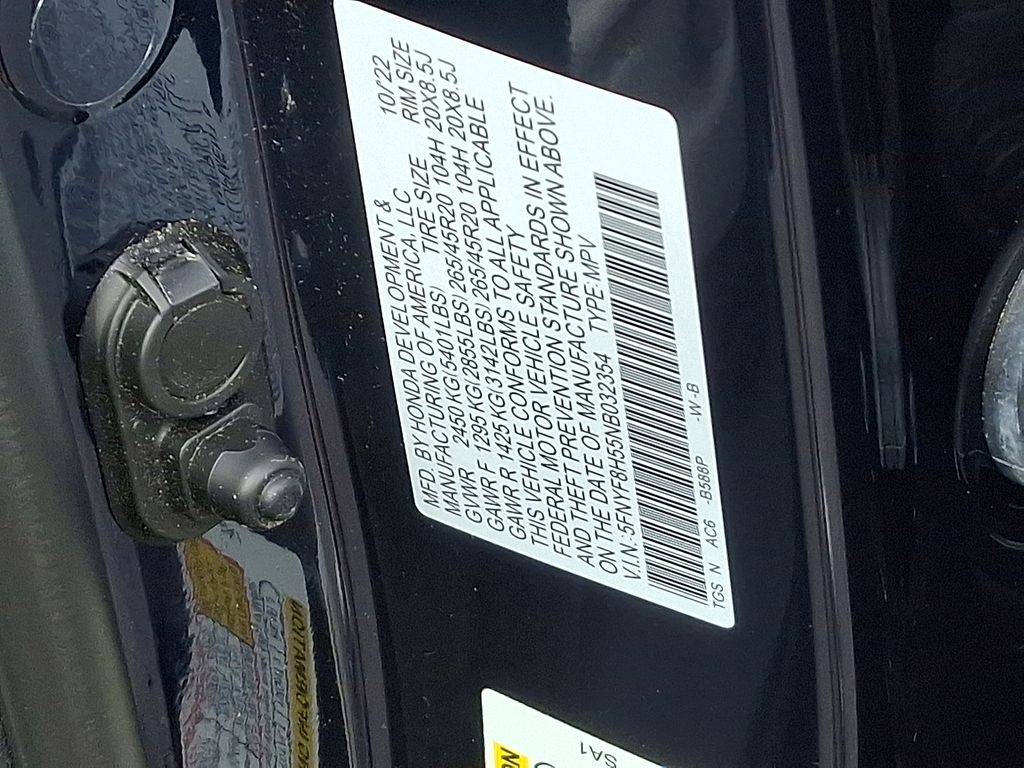 MFD. BY HONDA DEVELOPMENT &
MANUFACTURING OF AMERICA, LLC 10/22
GVWR 2450 KG(5401LBS) TIRE SIZE RIM SIZE
GAWR F 1295 KG(2855LBS) 265/45R20 104H 20X8.5J
GAWR R 1425 KG(3142LBS) 265/45R20 104H 20X8.5J
THIS VEHICLE CONFORMS TO ALL APPLICABLE
FEDERAL MOTOR VEHICLE SAFETY
AND THEFT PREVENTION STANDARDS IN EFFECT
ON THE DATE OF MANUFACTURE SHOWN ABOVE.
V.I.N.:5FNYF8H55NB032354 TYPE:MPV
TGS N AC6 -B588P -W-B
SA1